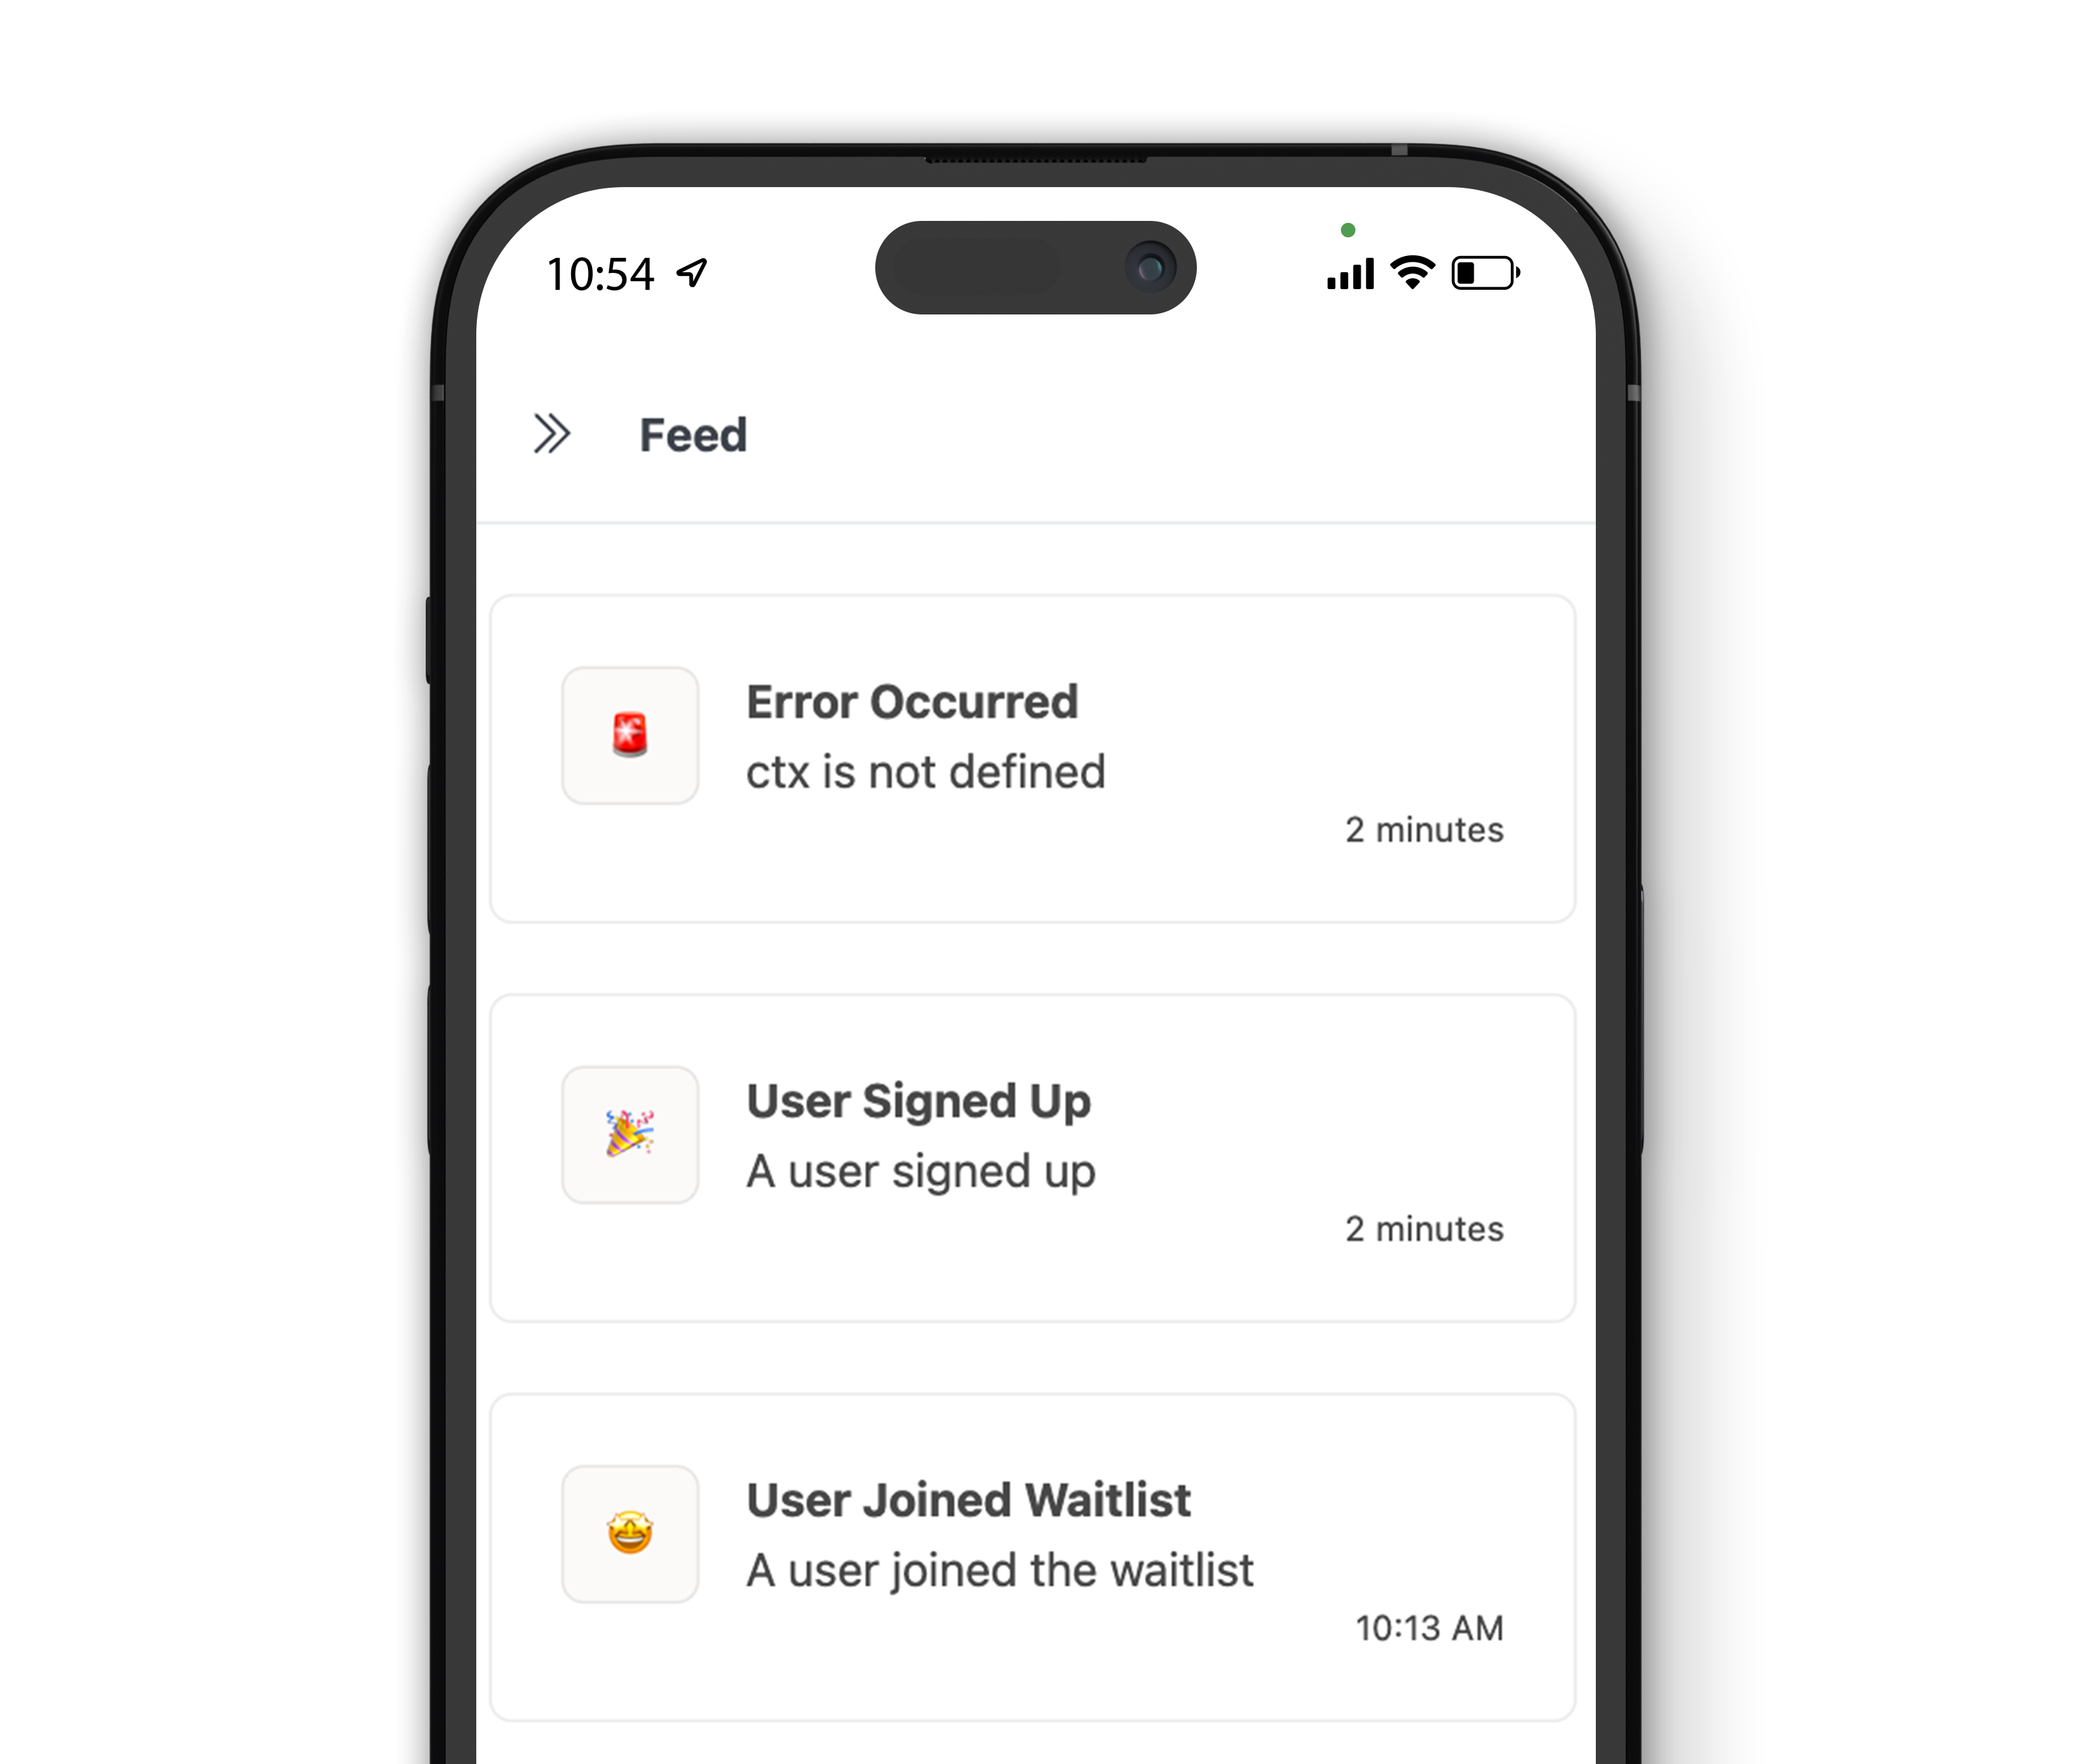 10:54
Feed
Error Occurred
ctx is not defined
2 minutes
User Signed Up
A user signed up
2 minutes
User Joined Waitlist
A user joined the waitlist
10:13 AM